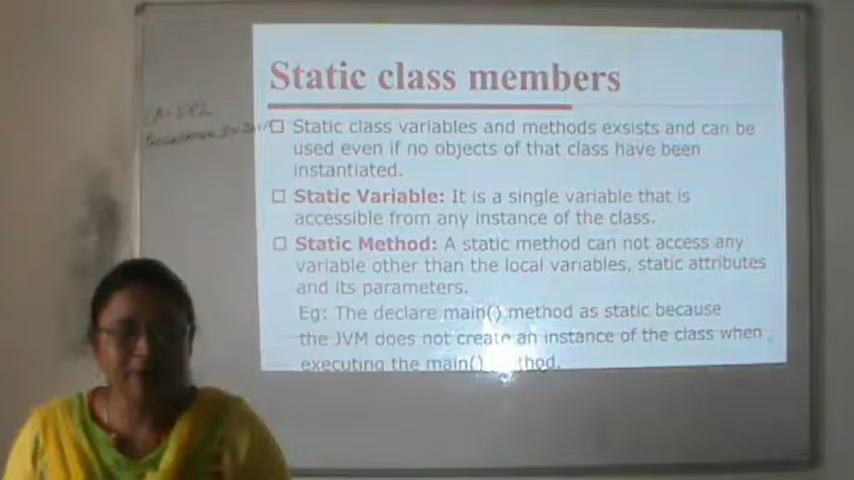 Static class members
Static class variables and methods exsists and can be
used even if no objects of that class have been
instantiated.
Static Variable: It is a single variable that is
accessible from any instance of the class.
Static Method: A static method can not access any
variable other than the local variables, static attributes
and its parameters.
Eg: The declare main() method as static because
the JVM does not create an instance of the class when
executing the main()